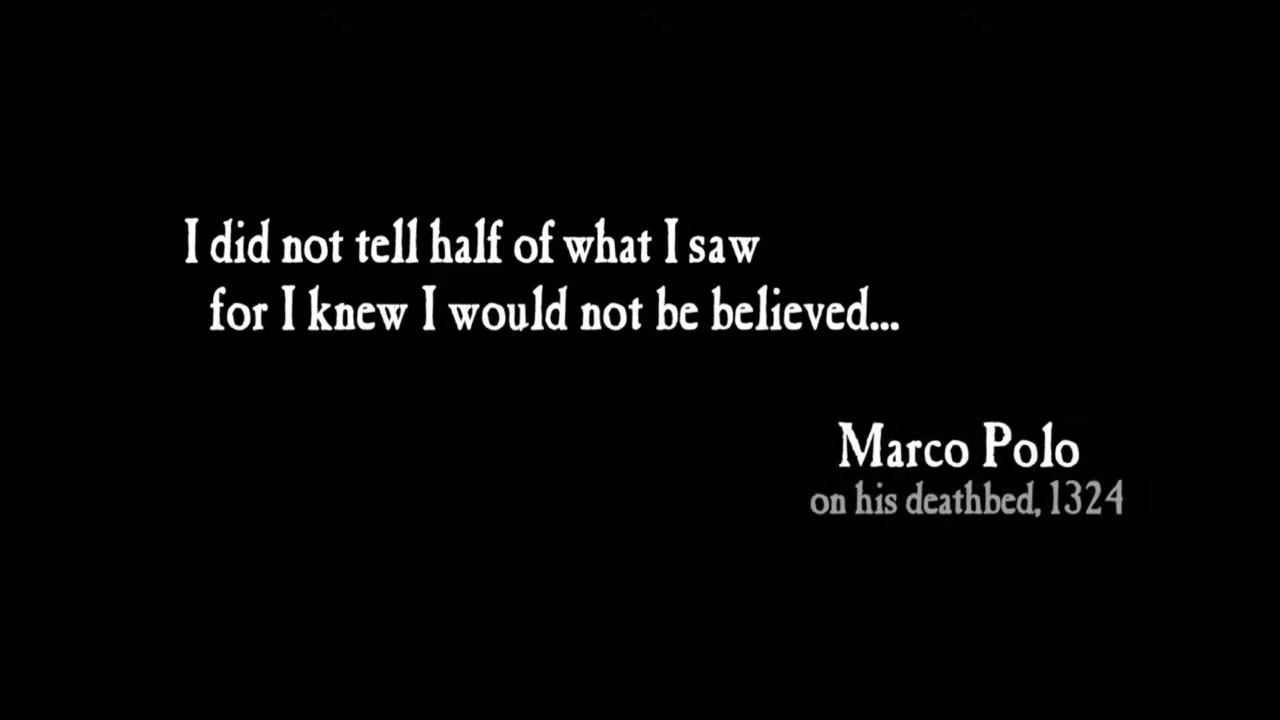 I did not tell half of what I saw
for I knew I would not be believed...
Marco Polo
on his deathbed, 1324